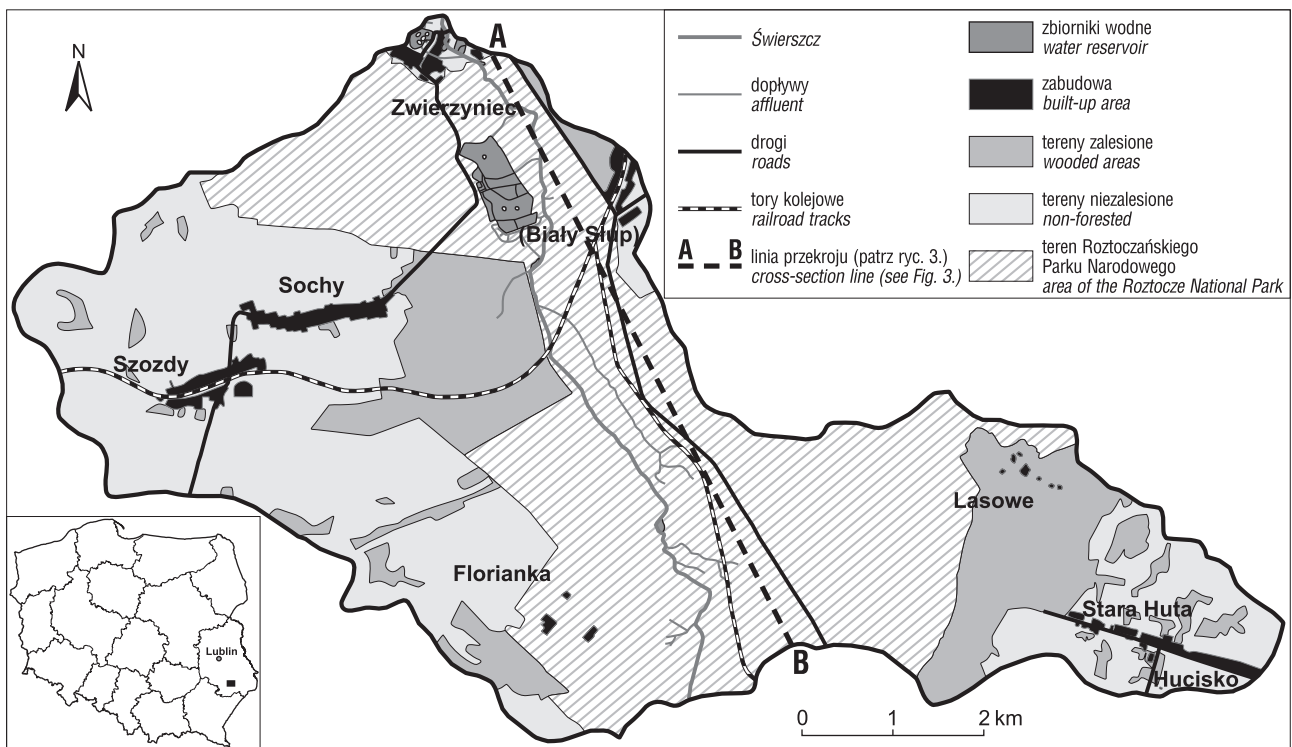 N
A
Zwierzyniec
(Biały Słup)
Sochy
Szozdy
Florianka
Lasowe
Stara Huta
Hucisko
B
0 1 2 km
Lublin
Świerszcz
dopływy
affluent
drogi
roads
tory kolejowe
railroad tracks
A B
linia przekroju (patrz ryc. 3.)
cross-section line (see Fig. 3.)
zbiorniki wodne
water reservoir
zabudowa
built-up area
tereny zalesione
wooded areas
tereny niezalesione
non-forested
teren Roztoczańskiego
Parku Narodowego
area of the Roztocze National Park